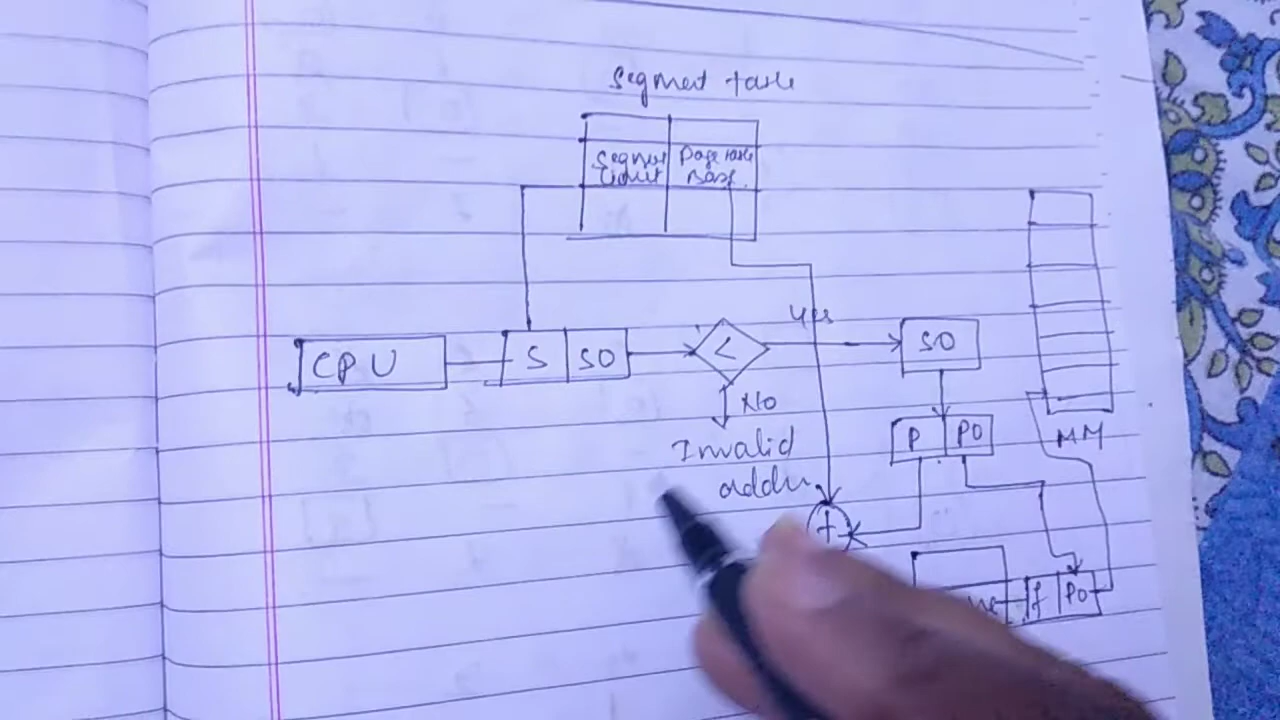 Segment table
Segment Page table
Limit Base
Yes
CPU S SO < SO
No
P PO MM
Invalid
addr
+
f PO